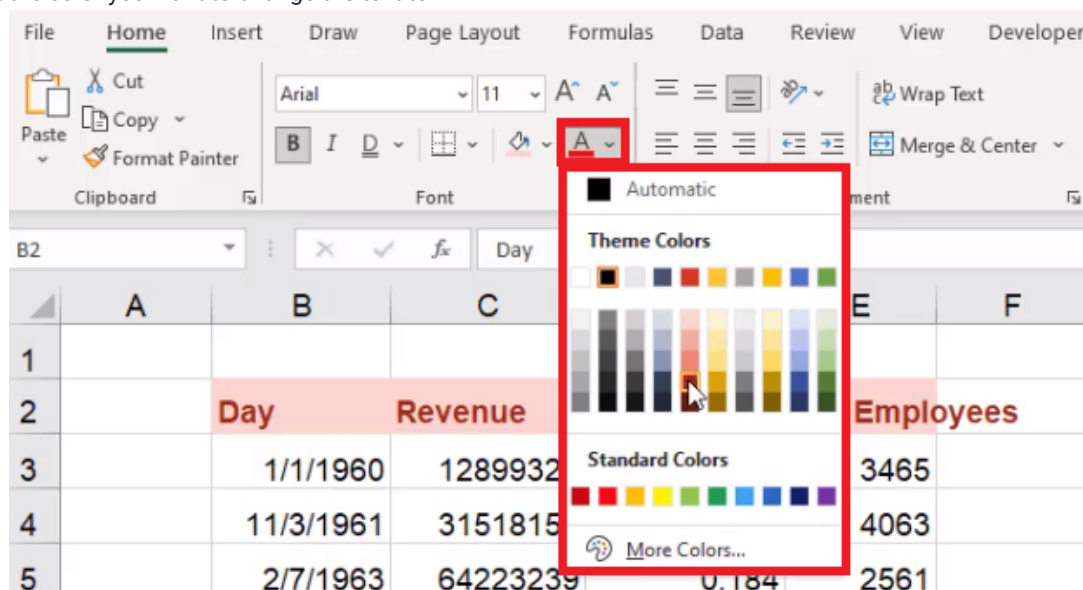 File Home Insert Draw Page Layout Formulas Data Review View Developer
Cut
Copy
Paste
Format Painter
Clipboard
Arial 11 A A
B I D A
Font
ab Wrap Text
Merge & Center
ment
B2 fx Day
Automatic
Theme Colors
Standard Colors
More Colors...
A B C E F
1
2 Day Revenue Employees
3 1/1/1960 1289932 3465
4 11/3/1961 3151815 4063
5 2/7/1963 64223239 0.184 2561